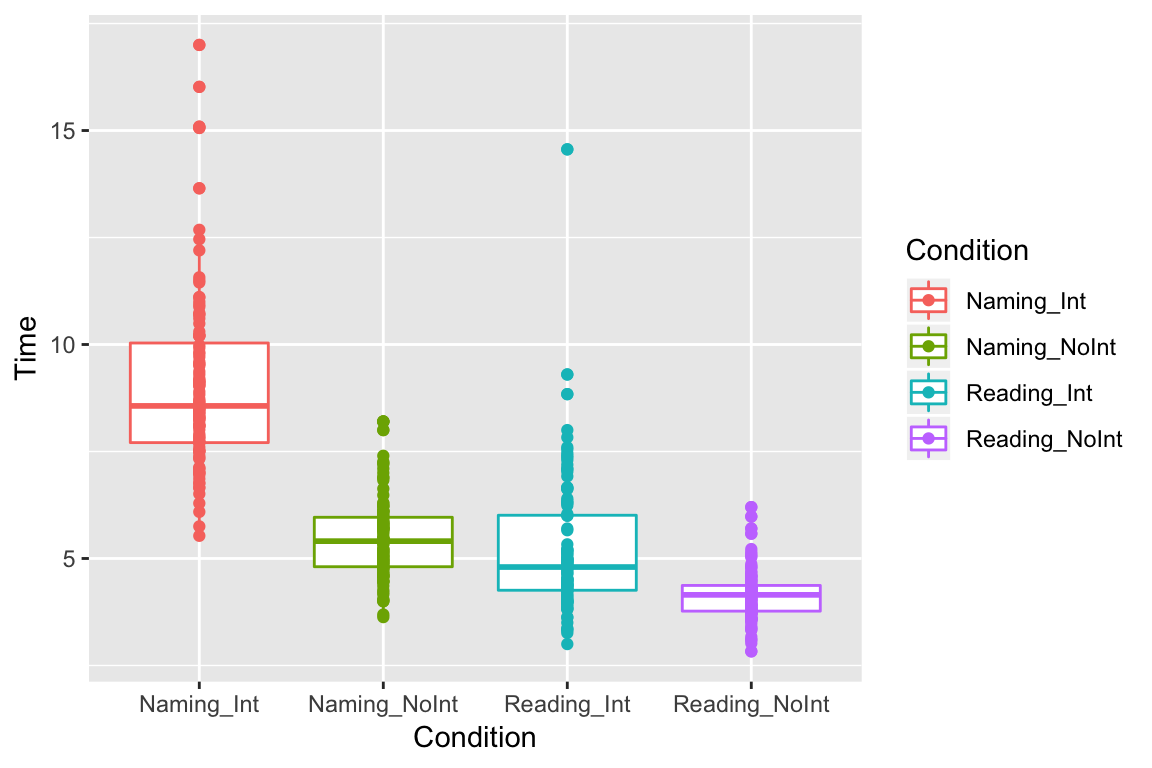 15
10
5
Time
Naming_Int Naming_NoInt Reading_Int Reading_NoInt
Condition
Condition
Naming_Int
Naming_NoInt
Reading_Int
Reading_NoInt